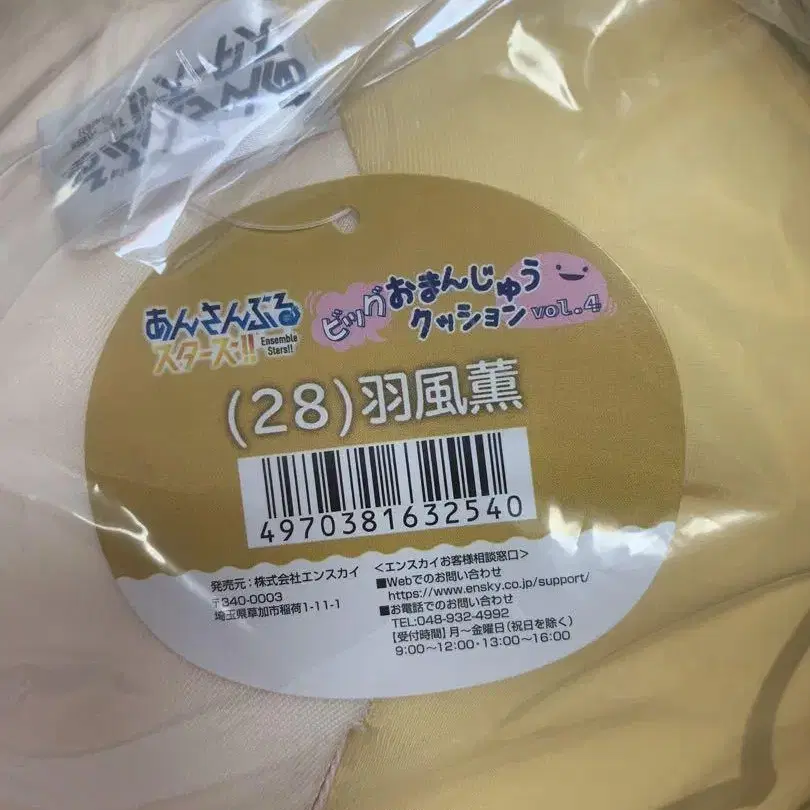 あんさんぶる
スターズ!!
Ensemble
Stars!!
ビッグおまんじゅう
クッション vol.4
(28)羽風薫
4970381632540
発売元:株式会社エンスカイ
〒340-0003
埼玉県草加市稲荷1-11-1
<エンスカイお客様相談窓口>
■Webでのお問い合わせ
https://www.ensky.co.jp/support/
■お電話でのお問い合わせ
TEL:048-932-4992
【受付時間】月~金曜日(祝日を除く)
9:00~12:00・13:00~16:00